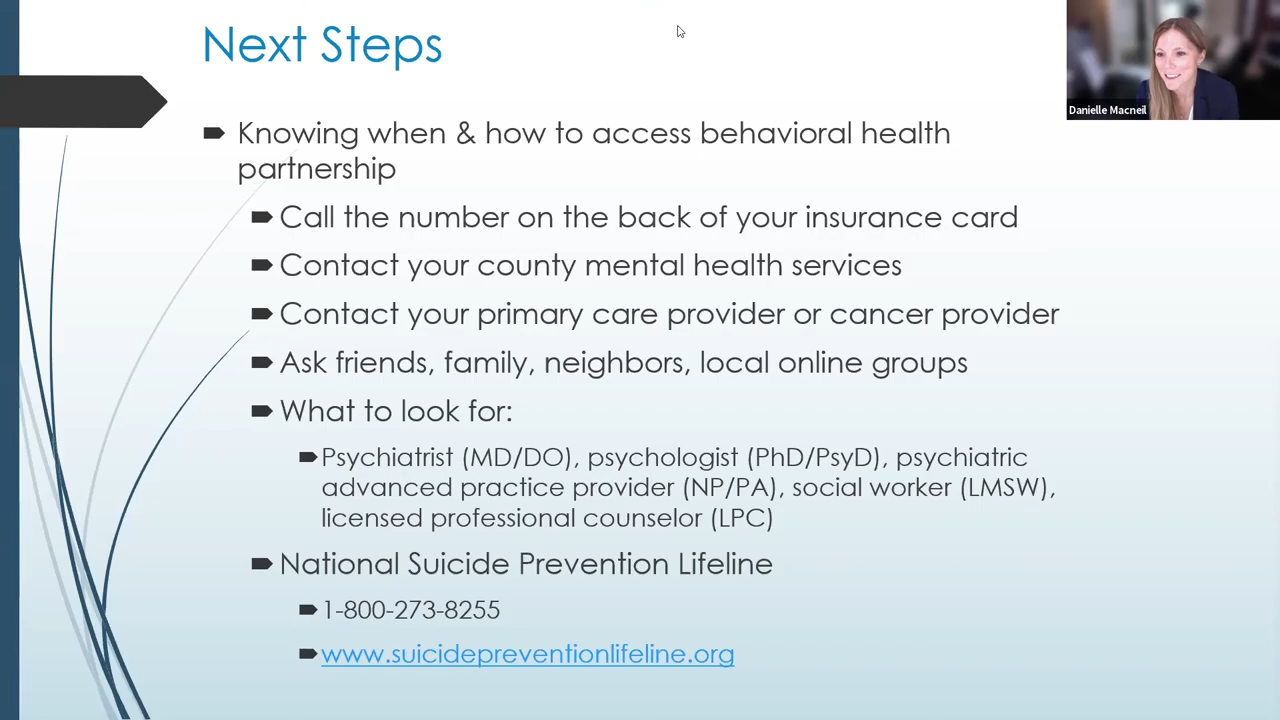 Next Steps
Danielle Macneil
Knowing when & how to access behavioral health
partnership
Call the number on the back of your insurance card
Contact your county mental health services
Contact your primary care provider or cancer provider
Ask friends, family, neighbors, local online groups
What to look for:
Psychiatrist (MD/DO), psychologist (PhD/PsyD), psychiatric
advanced practice provider (NP/PA), social worker (LMSW),
licensed professional counselor (LPC)
National Suicide Prevention Lifeline
1-800-273-8255
www.suicidepreventionlifeline.org